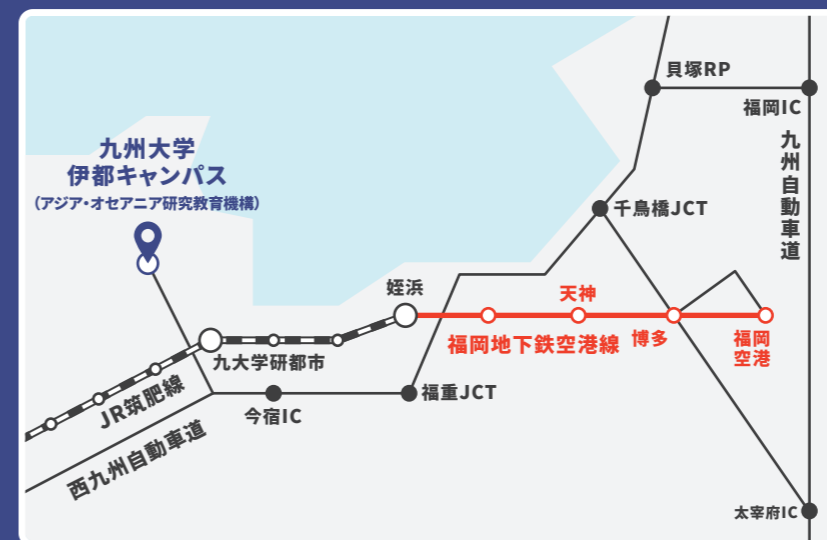 貝塚RP
福岡IC
九州自動車道
九州大学
伊都キャンパス
（アジア・オセアニア研究教育機構）
千鳥橋JCT
姪浜
天神
福岡地下鉄空港線
博多
福岡
空港
九大学研都市
JR筑肥線
今宿IC
福重JCT
西九州自動車道
太宰府IC